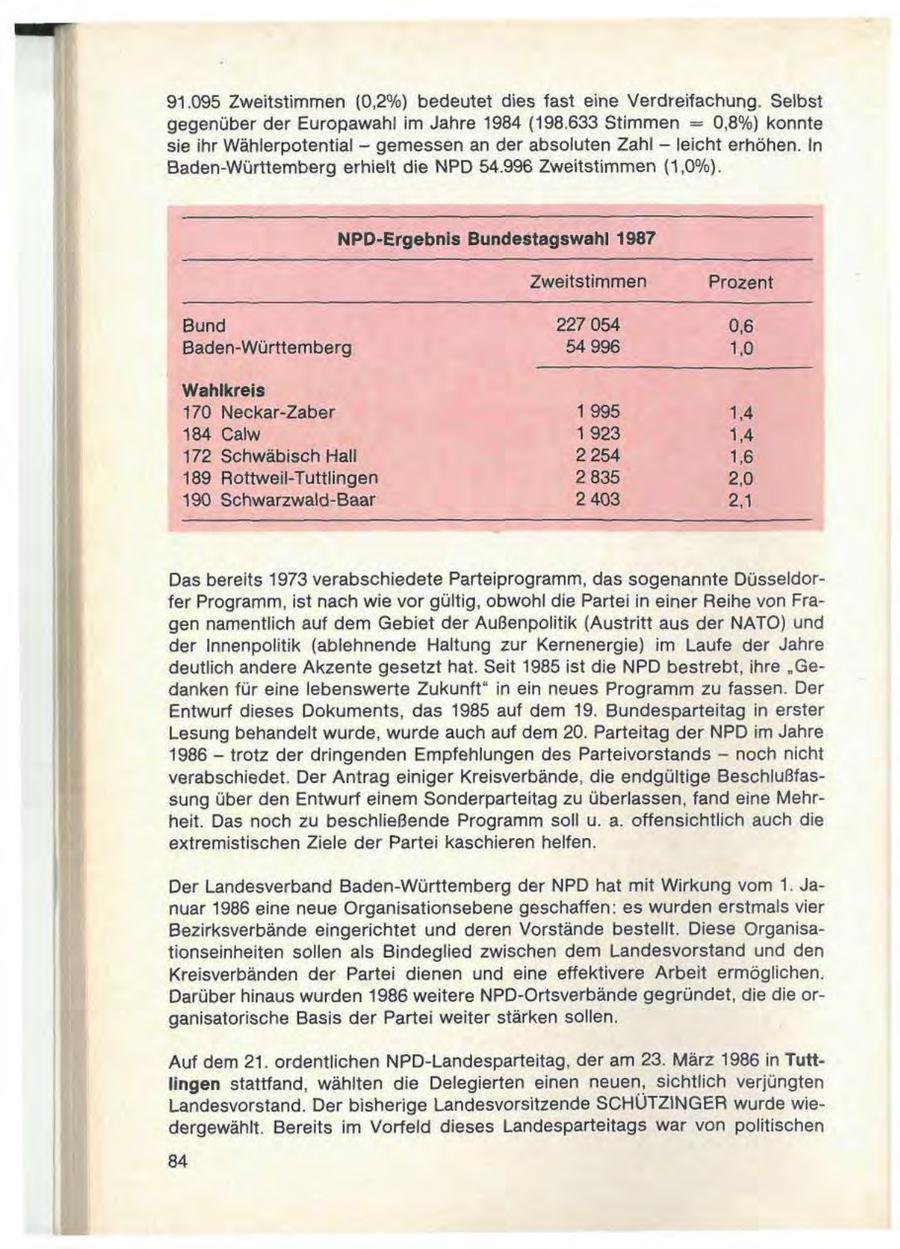 91.095 Zweitstimmen (0,2%) bedeutet dies fast eine Verdreifachung. Selbst
gegenüber der Europawahl im Jahre 1984 (198.633 Stimmen = 0,8%) konnte
sie ihr Wählerpotential – gemessen an der absoluten Zahl – leicht erhöhen. In
Baden-Württemberg erhielt die NPD 54.996 Zweitstimmen (1,0%).
NPD-Ergebnis Bundestagswahl 1987
Zweitstimmen Prozent
Bund 227 054 0,6
Baden-Württemberg 54 996 1,0
Wahlkreis
170 Neckar-Zaber 1 995 1,4
184 Calw 1 923 1,4
172 Schwäbisch Hall 2 254 1,6
189 Rottweil-Tuttlingen 2 835 2,0
190 Schwarzwald-Baar 2 403 2,1
Das bereits 1973 verabschiedete Parteiprogramm, das sogenannte Düsseldor-
fer Programm, ist nach wie vor gültig, obwohl die Partei in einer Reihe von Fra-
gen namentlich auf dem Gebiet der Außenpolitik (Austritt aus der NATO) und
der Innenpolitik (ablehnende Haltung zur Kernenergie) im Laufe der Jahre
deutlich andere Akzente gesetzt hat. Seit 1985 ist die NPD bestrebt, ihre „Ge-
danken für eine lebenswerte Zukunft“ in ein neues Programm zu fassen. Der
Entwurf dieses Dokuments, das 1985 auf dem 19. Bundesparteitag in erster
Lesung behandelt wurde, wurde auch auf dem 20. Parteitag der NPD im Jahre
1986 – trotz der dringenden Empfehlungen des Parteivorstands – noch nicht
verabschiedet. Der Antrag einiger Kreisverbände, die endgültige Beschlußfas-
sung über den Entwurf einem Sonderparteitag zu überlassen, fand eine Mehr-
heit. Das noch zu beschließende Programm soll u. a. offensichtlich auch die
extremistischen Ziele der Partei kaschieren helfen.
Der Landesverband Baden-Württemberg der NPD hat mit Wirkung vom 1. Ja-
nuar 1986 eine neue Organisationsebene geschaffen: es wurden erstmals vier
Bezirksverbände eingerichtet und deren Vorstände bestellt. Diese Organisa-
tionseinheiten sollen als Bindeglied zwischen dem Landesvorstand und den
Kreisverbänden der Partei dienen und eine effektivere Arbeit ermöglichen.
Darüber hinaus wurden 1986 weitere NPD-Ortsverbände gegründet, die die or-
ganisatorische Basis der Partei weiter stärken sollen.
Auf dem 21. ordentlichen NPD-Landesparteitag, der am 23. März 1986 in Tutt-
lingen stattfand, wählten die Delegierten einen neuen, sichtlich verjüngten
Landesvorstand. Der bisherige Landesvorsitzende SCHÜTZINGER wurde wie-
dergewählt. Bereits im Vorfeld dieses Landesparteitags war von politischen
84